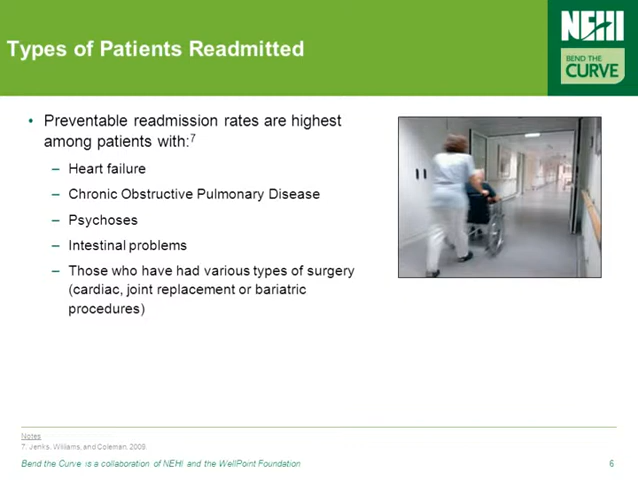 Types of Patients Readmitted
NEHI
BEND THE
CURVE
• Preventable readmission rates are highest
among patients with:7
– Heart failure
– Chronic Obstructive Pulmonary Disease
– Psychoses
– Intestinal problems
– Those who have had various types of surgery
(cardiac, joint replacement or bariatric
procedures)
Notes
7. Jenks, Williams, and Coleman, 2009.
Bend the Curve is a collaboration of NEHI and the WellPoint Foundation
6